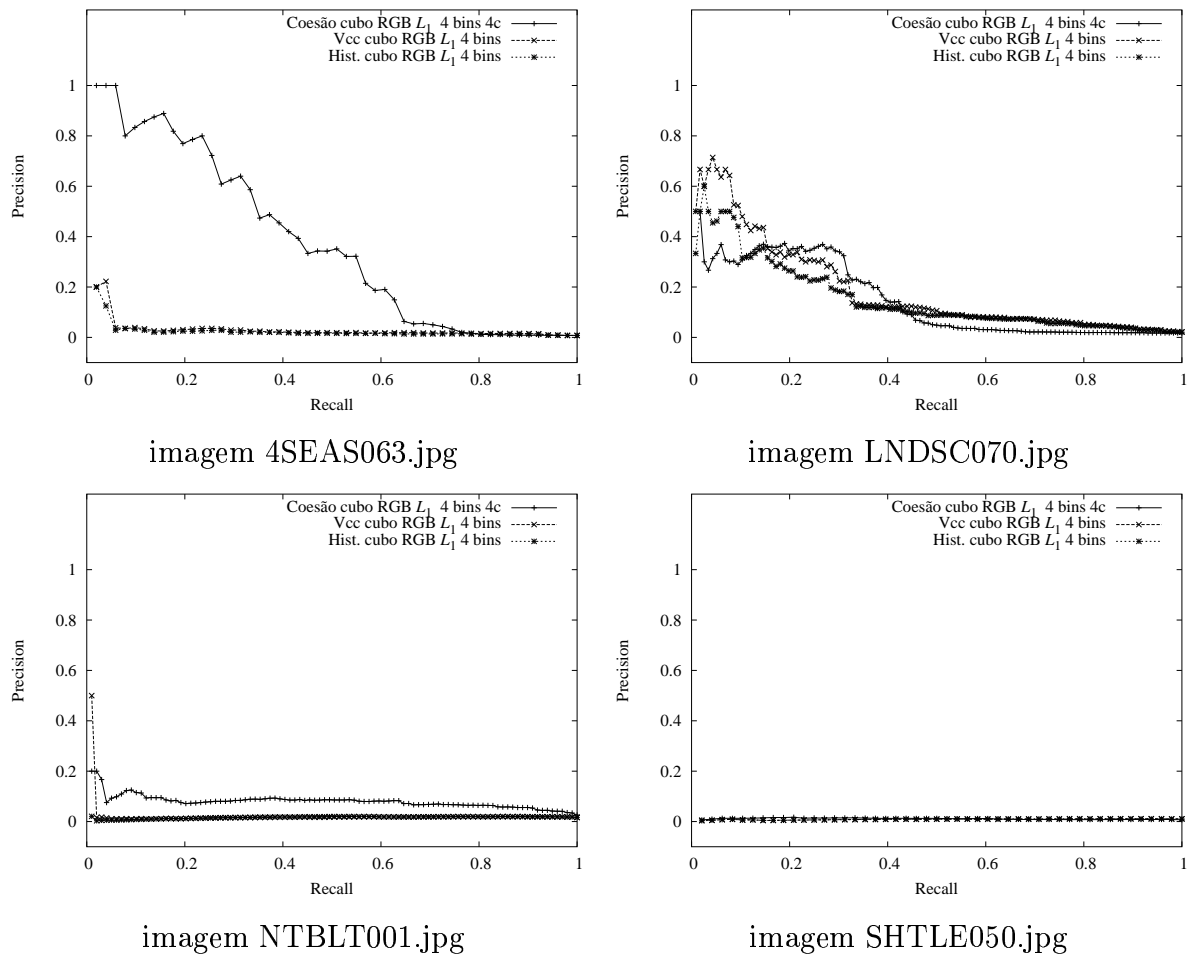 Coesão cubo RGB L1 4 bins 4c
Vcc cubo RGB L1 4 bins
Hist. cubo RGB L1 4 bins
1
0.8
0.6
0.4
0.2
0
Precision
0 0.2 0.4 0.6 0.8 1
Recall
imagem 4SEAS063.jpg
Coesão cubo RGB L1 4 bins 4c
Vcc cubo RGB L1 4 bins
Hist. cubo RGB L1 4 bins
1
0.8
0.6
0.4
0.2
0
Precision
0 0.2 0.4 0.6 0.8 1
Recall
imagem LNDSC070.jpg
Coesão cubo RGB L1 4 bins 4c
Vcc cubo RGB L1 4 bins
Hist. cubo RGB L1 4 bins
1
0.8
0.6
0.4
0.2
0
Precision
0 0.2 0.4 0.6 0.8 1
Recall
imagem NTBLT001.jpg
Coesão cubo RGB L1 4 bins 4c
Vcc cubo RGB L1 4 bins
Hist. cubo RGB L1 4 bins
1
0.8
0.6
0.4
0.2
0
Precision
0 0.2 0.4 0.6 0.8 1
Recall
imagem SHTLE050.jpg